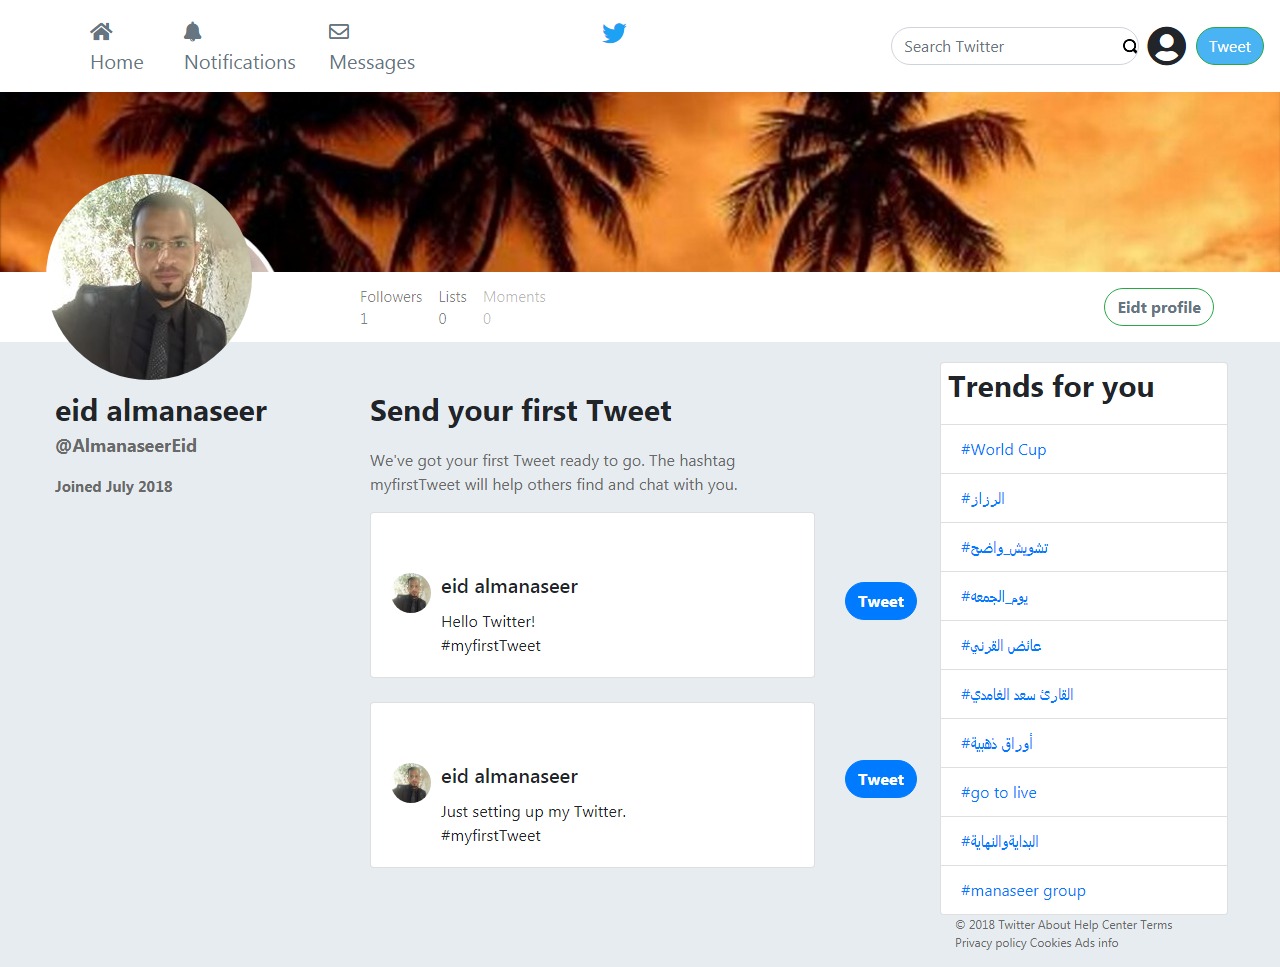 Home
Notifications
Messages
Search Twitter
Tweet
Followers
1
Lists
0
Moments
0
Eidt profile
eid almanaseer
@AlmanaseerEid
Joined July 2018
Send your first Tweet
We've got your first Tweet ready to go. The hashtag
myfirstTweet will help others find and chat with you.
eid almanaseer
Hello Twitter!
#myfirstTweet
Tweet
eid almanaseer
Just setting up my Twitter.
#myfirstTweet
Tweet
Trends for you
#World Cup
#الرزاز
#تشويش_واضح
#يوم_الجمعه
#عائض القرني
#القارئ سعد الغامدي
#أوراق ذهبية
#go to live
#البدايةوالنهاية
#manaseer group
© 2018 Twitter About Help Center Terms
Privacy policy Cookies Ads info